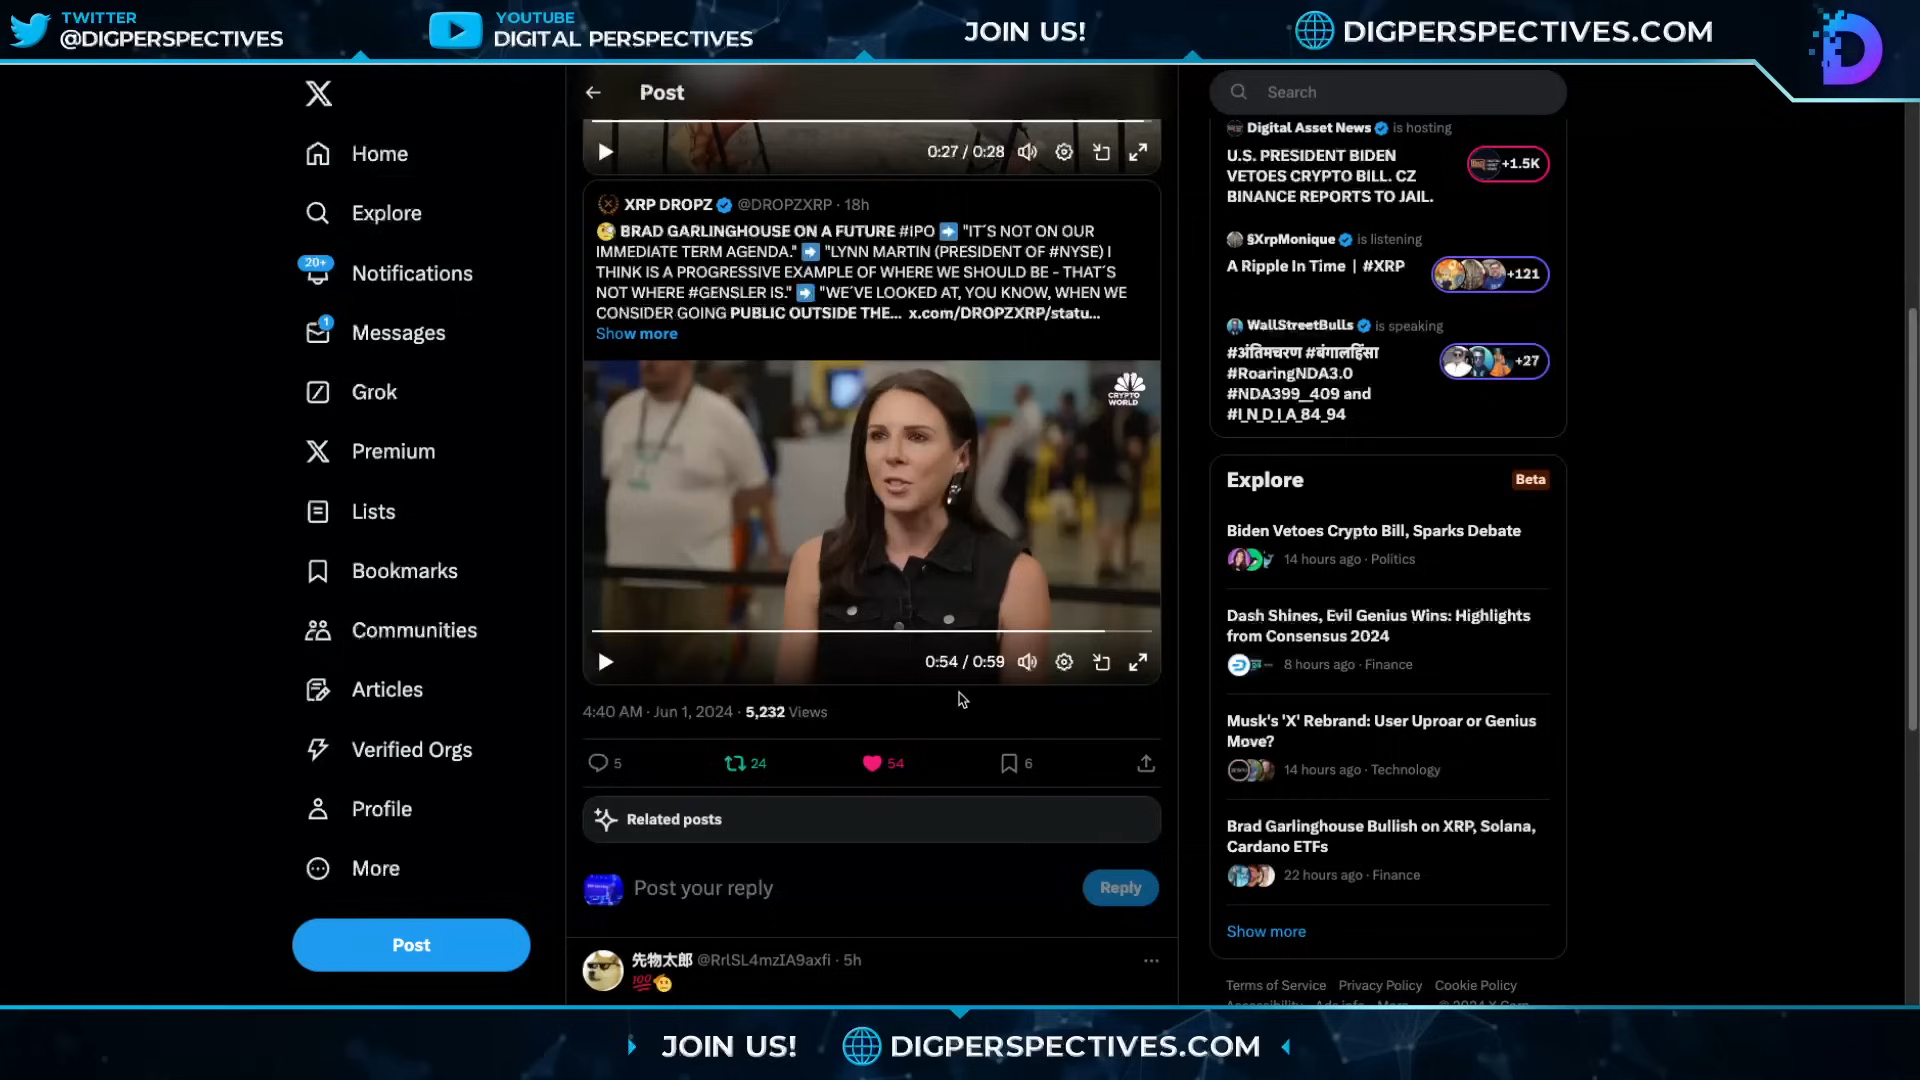 TWITTER
@DIGPERSPECTIVES
YOUTUBE
DIGITAL PERSPECTIVES
JOIN US!
DIGPERSPECTIVES.COM
Home
Explore
20+
Notifications
1
Messages
Grok
Premium
Lists
Bookmarks
Communities
Articles
Verified Orgs
Profile
More
Post
Post
0:27 / 0:28
XRP DROPZ @DROPZXRP · 18h
BRAD GARLINGHOUSE ON A FUTURE #IPO ➡️ "IT´S NOT ON OUR
IMMEDIATE TERM AGENDA." ➡️ "LYNN MARTIN (PRESIDENT OF #NYSE) I
THINK IS A PROGRESSIVE EXAMPLE OF WHERE WE SHOULD BE - THAT´S
NOT WHERE #GENSLER IS." ➡️ "WE´VE LOOKED AT, YOU KNOW, WHEN WE
CONSIDER GOING PUBLIC OUTSIDE THE... x.com/DROPZXRP/statu...
Show more
CRYPTO
WORLD
0:54 / 0:59
4:40 AM · Jun 1, 2024 · 5,232 Views
5
24
54
6
Related posts
Post your reply
Reply
先物太郎 @RrlSL4mzIA9axfi · 5h
💯
Search
Digital Asset News is hosting
U.S. PRESIDENT BIDEN
VETOES CRYPTO BILL. CZ
BINANCE REPORTS TO JAIL.
+1.5K
§XrpMonique is listening
A Ripple In Time | #XRP
+121
WallStreetBulls is speaking
#अंतिमचरण #बंगालहिंसा
#RoaringNDA3.0
#NDA399__409 and
#I_N_D_I_A 84_94
+27
Explore
Beta
Biden Vetoes Crypto Bill, Sparks Debate
14 hours ago · Politics
Dash Shines, Evil Genius Wins: Highlights
from Consensus 2024
8 hours ago · Finance
Musk's 'X' Rebrand: User Uproar or Genius
Move?
14 hours ago · Technology
Brad Garlinghouse Bullish on XRP, Solana,
Cardano ETFs
22 hours ago · Finance
Show more
Terms of Service Privacy Policy Cookie Policy
JOIN US!
DIGPERSPECTIVES.COM